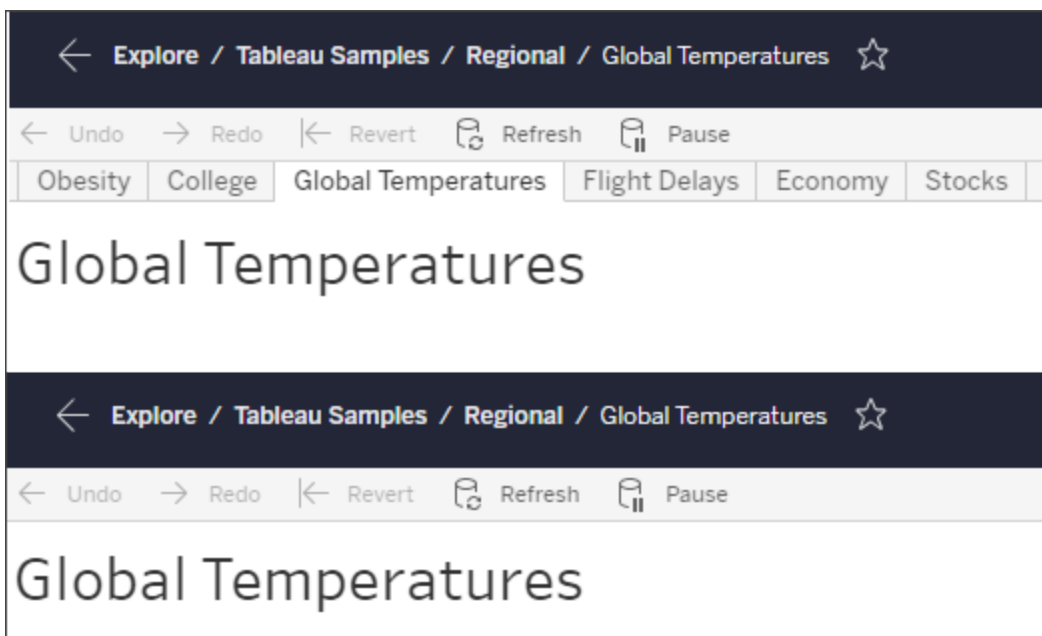 Explore / Tableau Samples / Regional / Global Temperatures
Undo Redo Revert Refresh Pause
Obesity College Global Temperatures Flight Delays Economy Stocks
Global Temperatures
Explore / Tableau Samples / Regional / Global Temperatures
Undo Redo Revert Refresh Pause
Global Temperatures